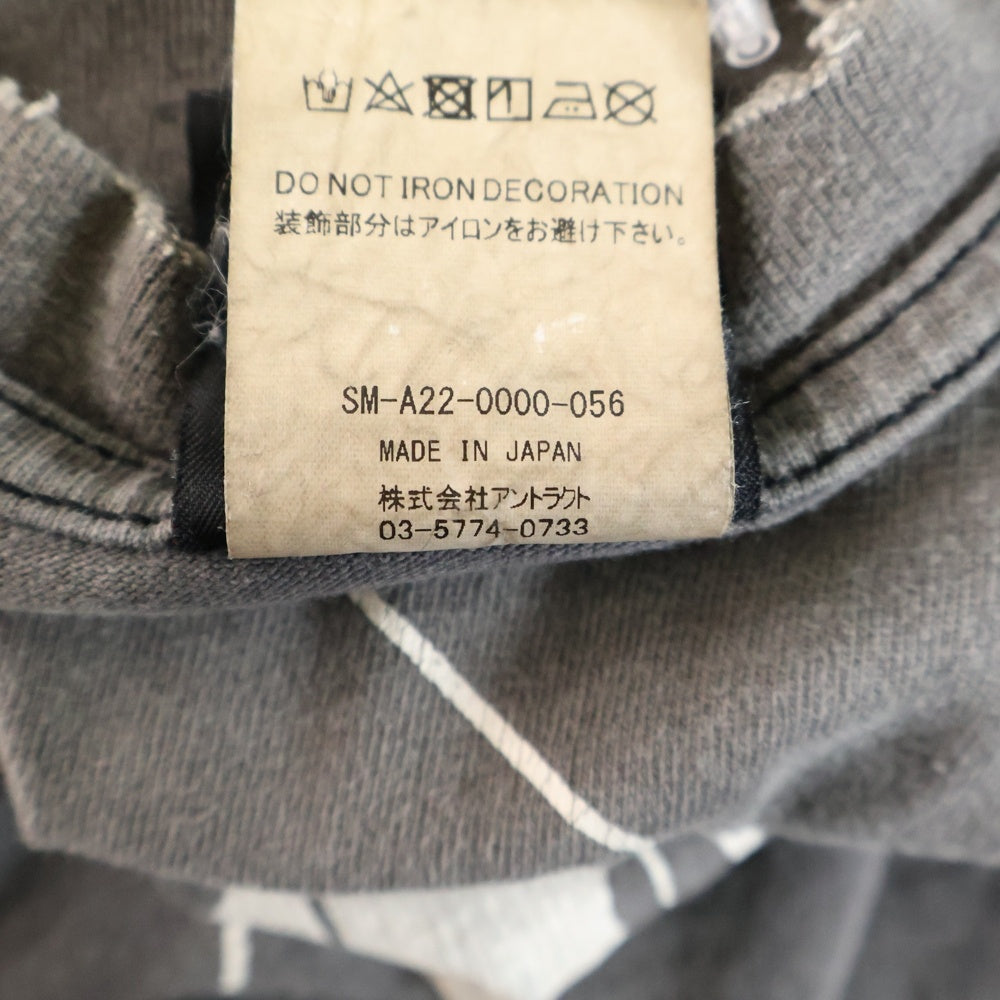 DO NOT IRON DECORATION
装飾部分はアイロンをお避け下さい。
SM-A22-0000-056
MADE IN JAPAN
株式会社アントラクト
03-5774-0733